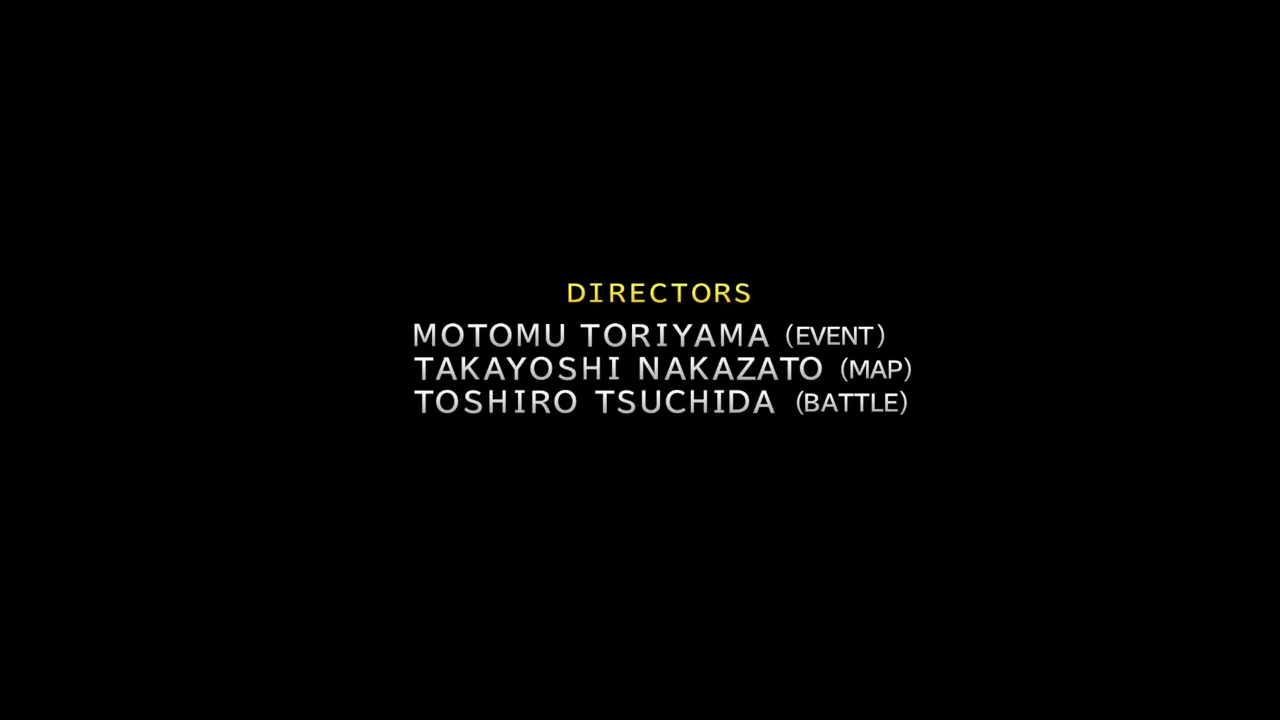 DIRECTORS
MOTOMU TORIYAMA (EVENT)
TAKAYOSHI NAKAZATO (MAP)
TOSHIRO TSUCHIDA (BATTLE)